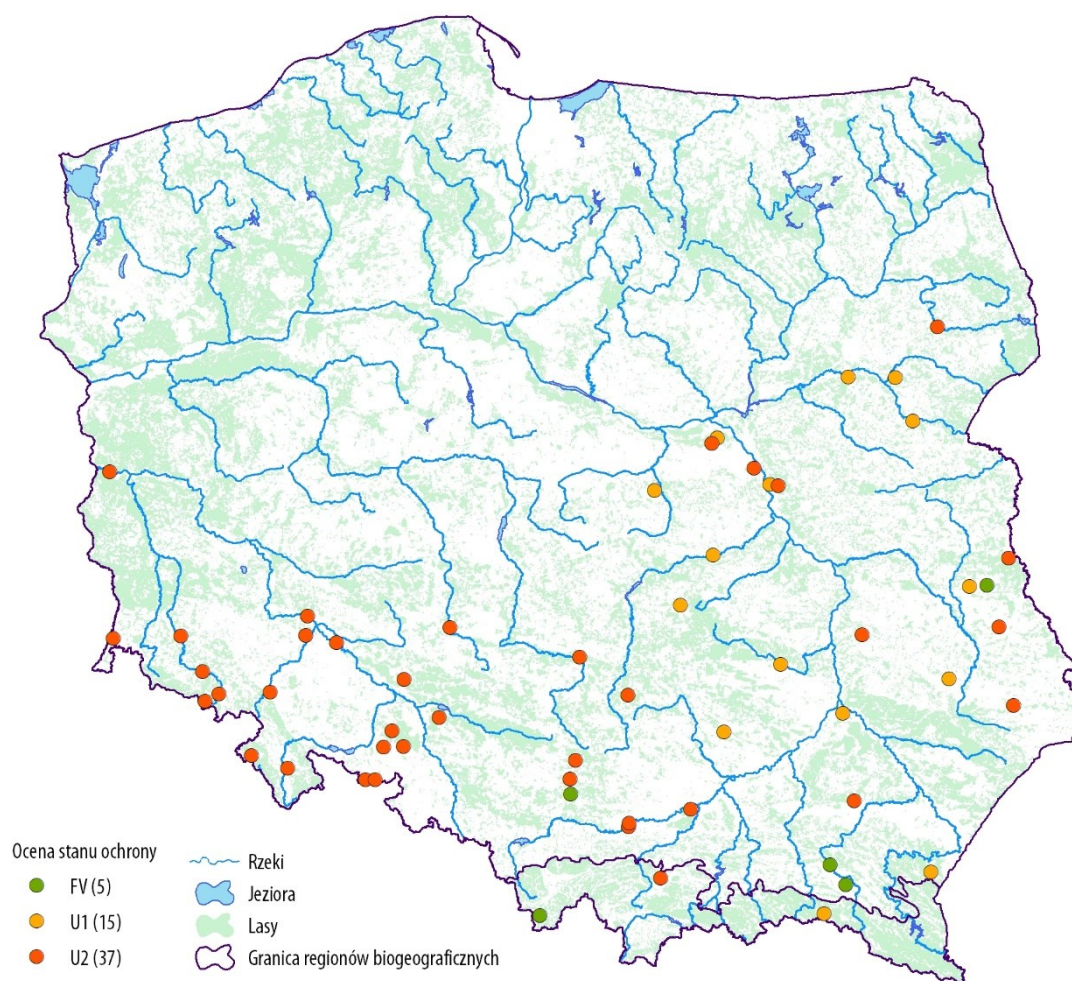 Ocena stanu ochrony
FV (5)
U1 (15)
U2 (37)
Rzeki
Jeziora
Lasy
Granica regionów biogeograficznych